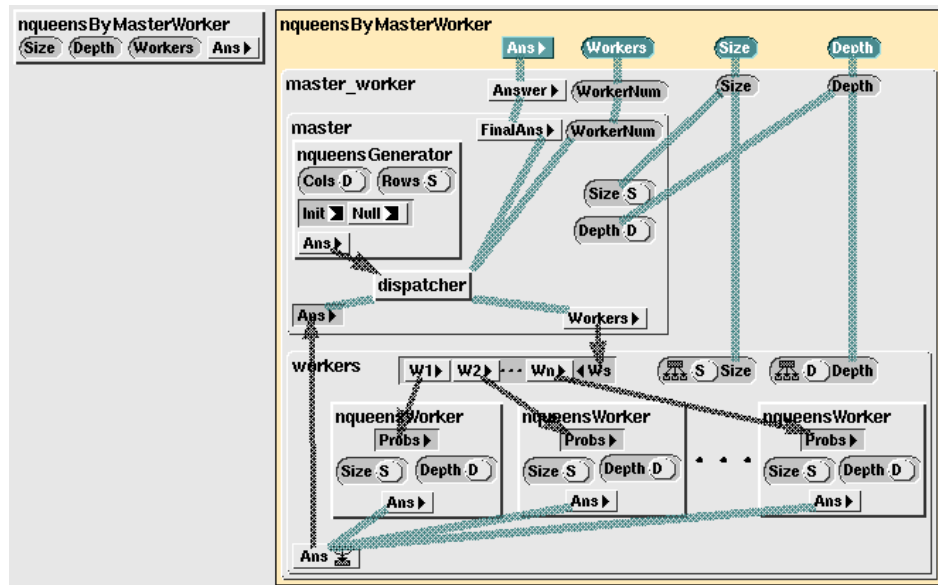 nqueensByMasterWorker
Size Depth Workers Ans
nqueensByMasterWorker
Ans Workers Size Depth
master_worker
Answer WorkerNum Size Depth
master
FinalAns WorkerNum
nqueensGenerator
Cols D Rows S
Size S
Init Null
Depth D
Ans
dispatcher
Ans Workers
workers
W1 W2 ··· Wn Ws S Size D Depth
nqueensWorker nqueensWorker nqueensWorker
Probs Probs Probs
Size S Depth D Size S Depth D • • • Size S Depth D
Ans Ans Ans
Ans